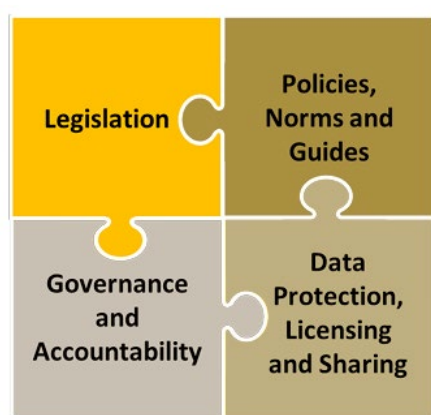 Legislation
Policies,
Norms and
Guides
Governance
and
Accountability
Data
Protection,
Licensing
and Sharing